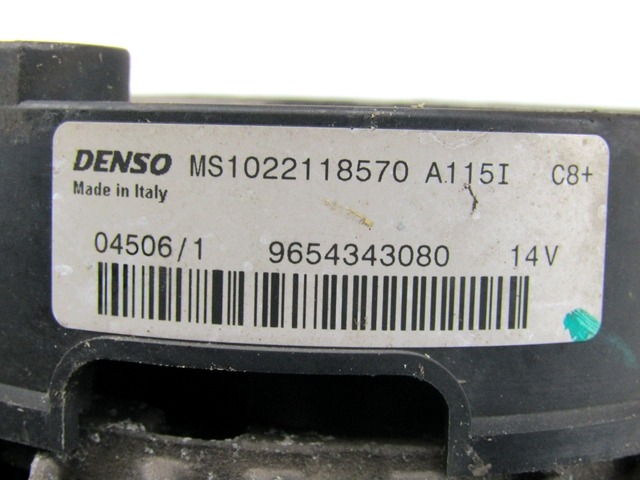 DENSO MS1022118570 A115I C8+
Made in Italy
04506/1 9654343080 14V